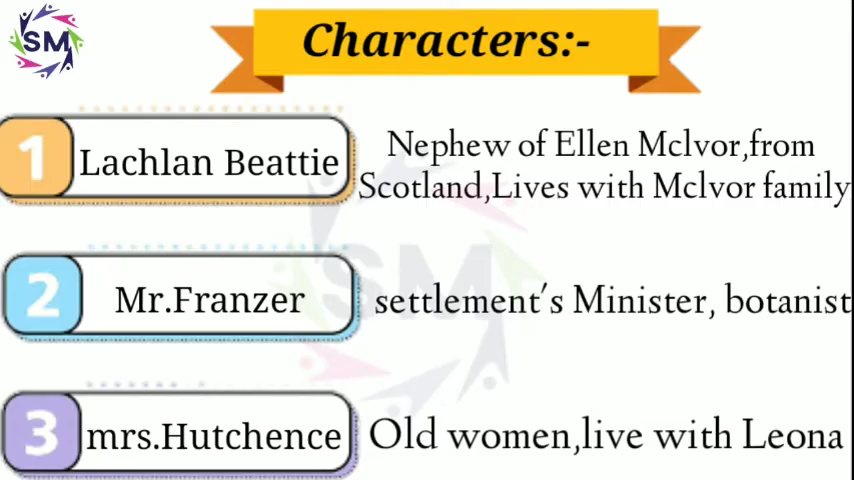 SM
Characters:-
1 Lachlan Beattie
Nephew of Ellen Mclvor,from
Scotland,Lives with Mclvor family
2 Mr.Franzer settlement's Minister, botanist
3 mrs.Hutchence Old women,live with Leona
SM